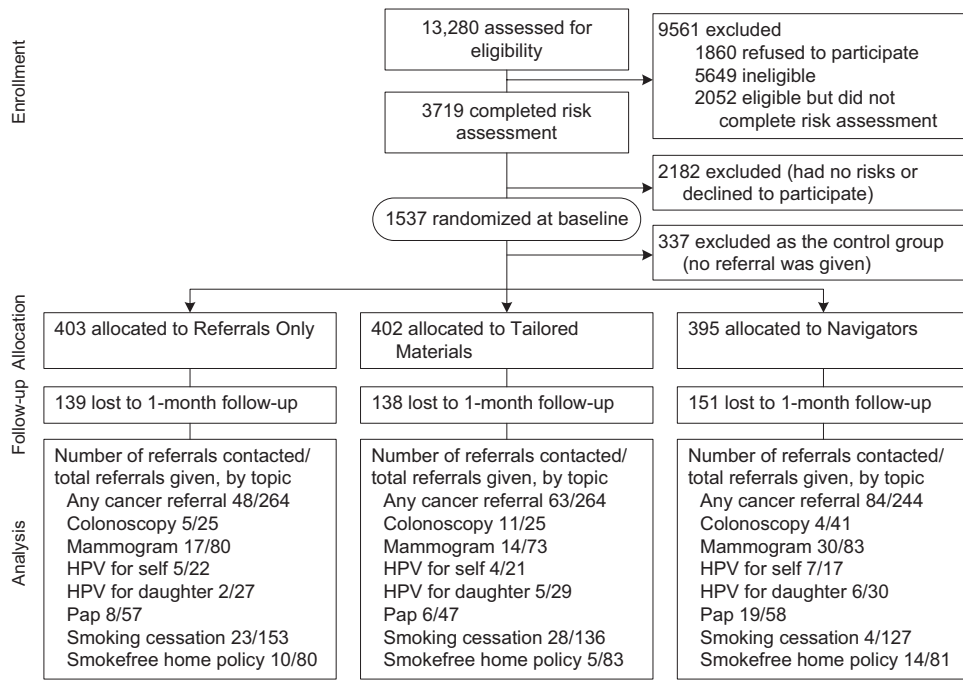 Enrollment
13,280 assessed for
eligibility
9561 excluded
1860 refused to participate
5649 ineligible
2052 eligible but did not
complete risk assessment
3719 completed risk
assessment
2182 excluded (had no risks or
declined to participate)
1537 randomized at baseline
337 excluded as the control group
(no referral was given)
Allocation
403 allocated to Referrals Only
402 allocated to Tailored
Materials
395 allocated to Navigators
Follow-up
139 lost to 1-month follow-up
138 lost to 1-month follow-up
151 lost to 1-month follow-up
Analysis
Number of referrals contacted/
total referrals given, by topic
Any cancer referral 48/264
Colonoscopy 5/25
Mammogram 17/80
HPV for self 5/22
HPV for daughter 2/27
Pap 8/57
Smoking cessation 23/153
Smokefree home policy 10/80
Number of referrals contacted/
total referrals given, by topic
Any cancer referral 63/264
Colonoscopy 11/25
Mammogram 14/73
HPV for self 4/21
HPV for daughter 5/29
Pap 6/47
Smoking cessation 28/136
Smokefree home policy 5/83
Number of referrals contacted/
total referrals given, by topic
Any cancer referral 84/244
Colonoscopy 4/41
Mammogram 30/83
HPV for self 7/17
HPV for daughter 6/30
Pap 19/58
Smoking cessation 4/127
Smokefree home policy 14/81